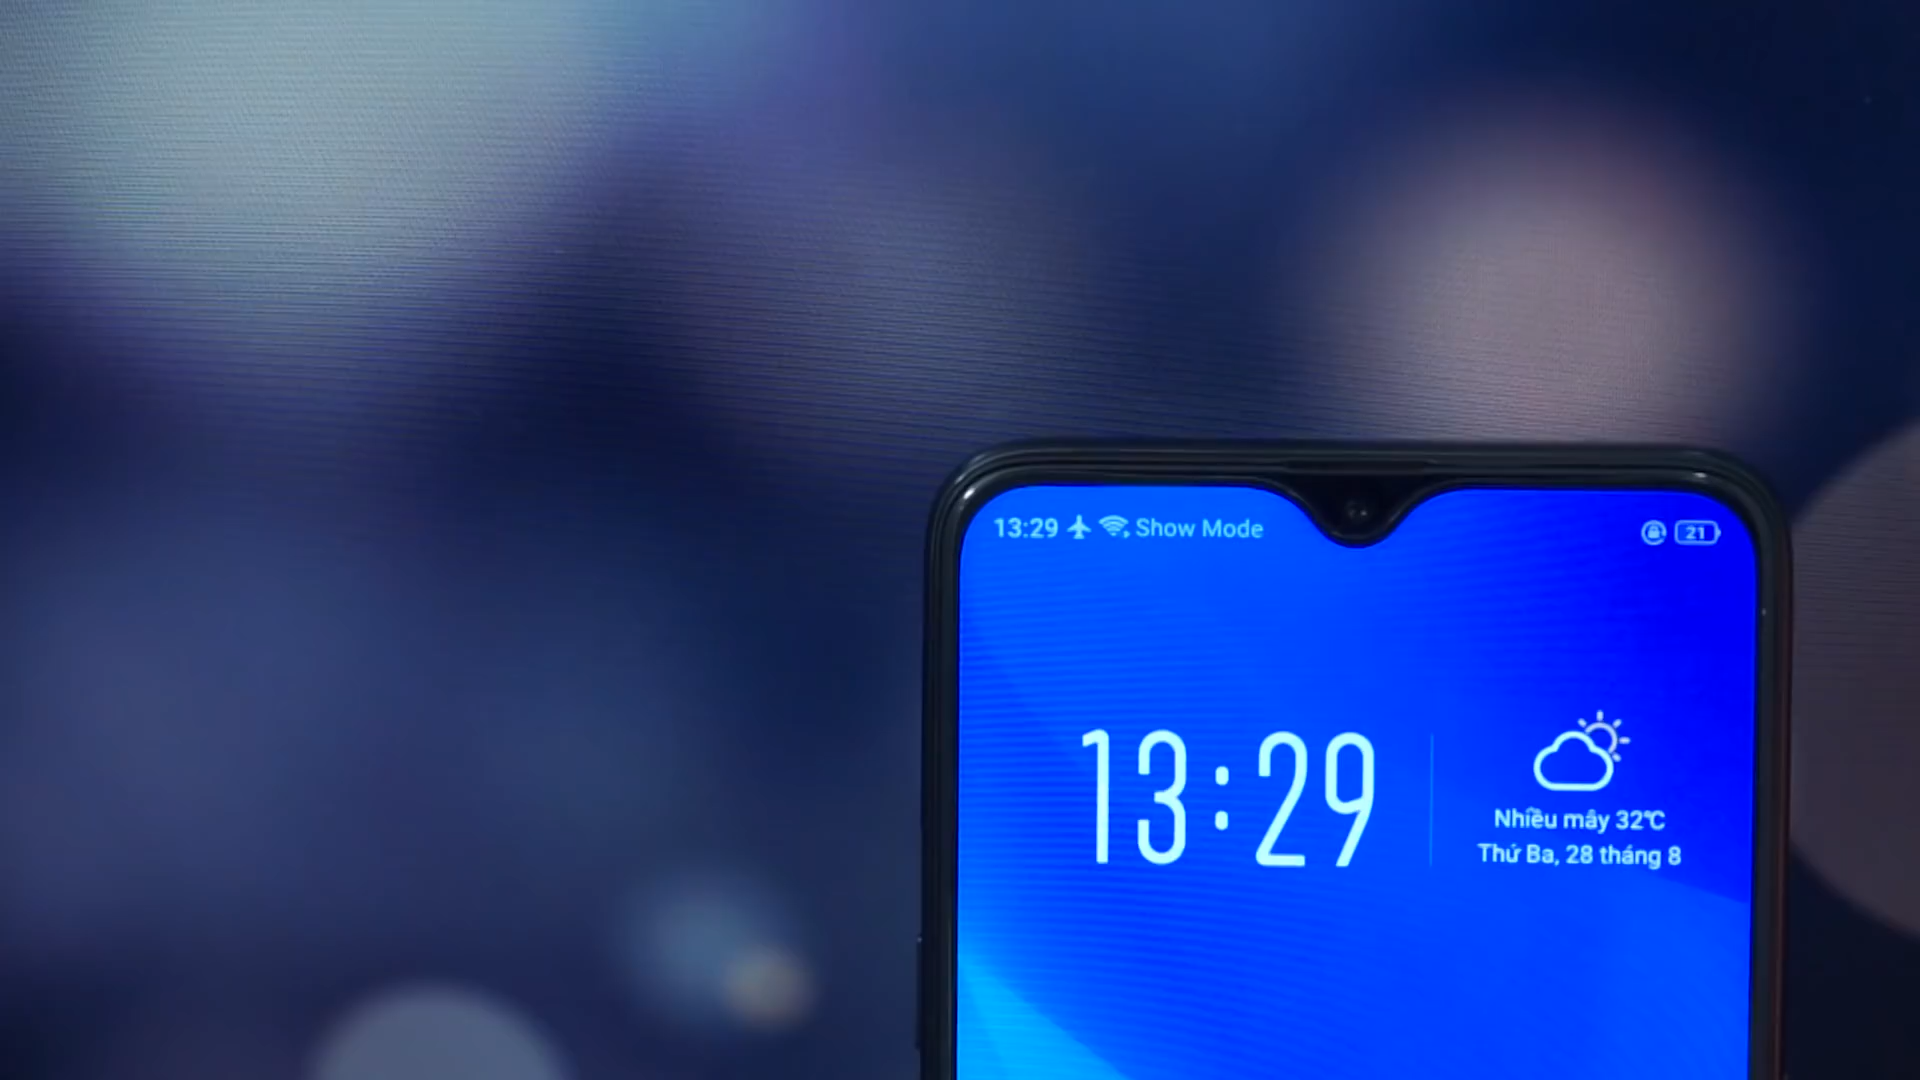 13:29 Show Mode 21
13:29
Nhiều mây 32℃
Thứ Ba, 28 tháng 8